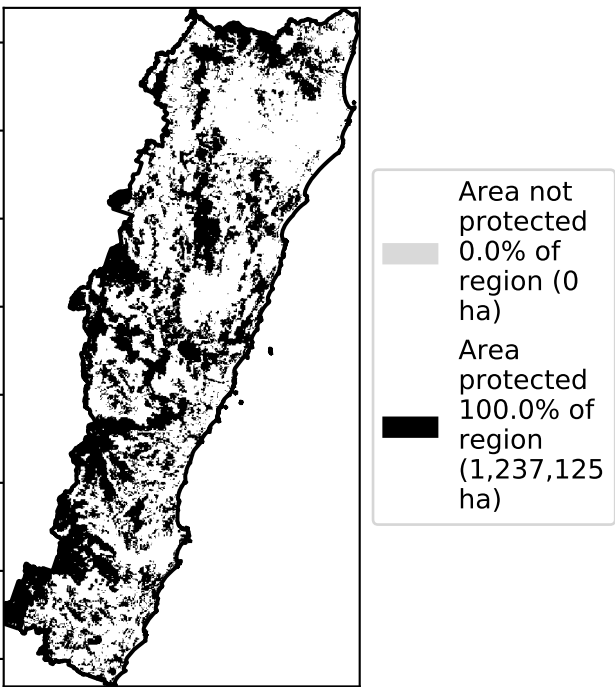 Area not
protected
0.0% of
region (0
ha)
Area
protected
100.0% of
region
(1,237,125
ha)